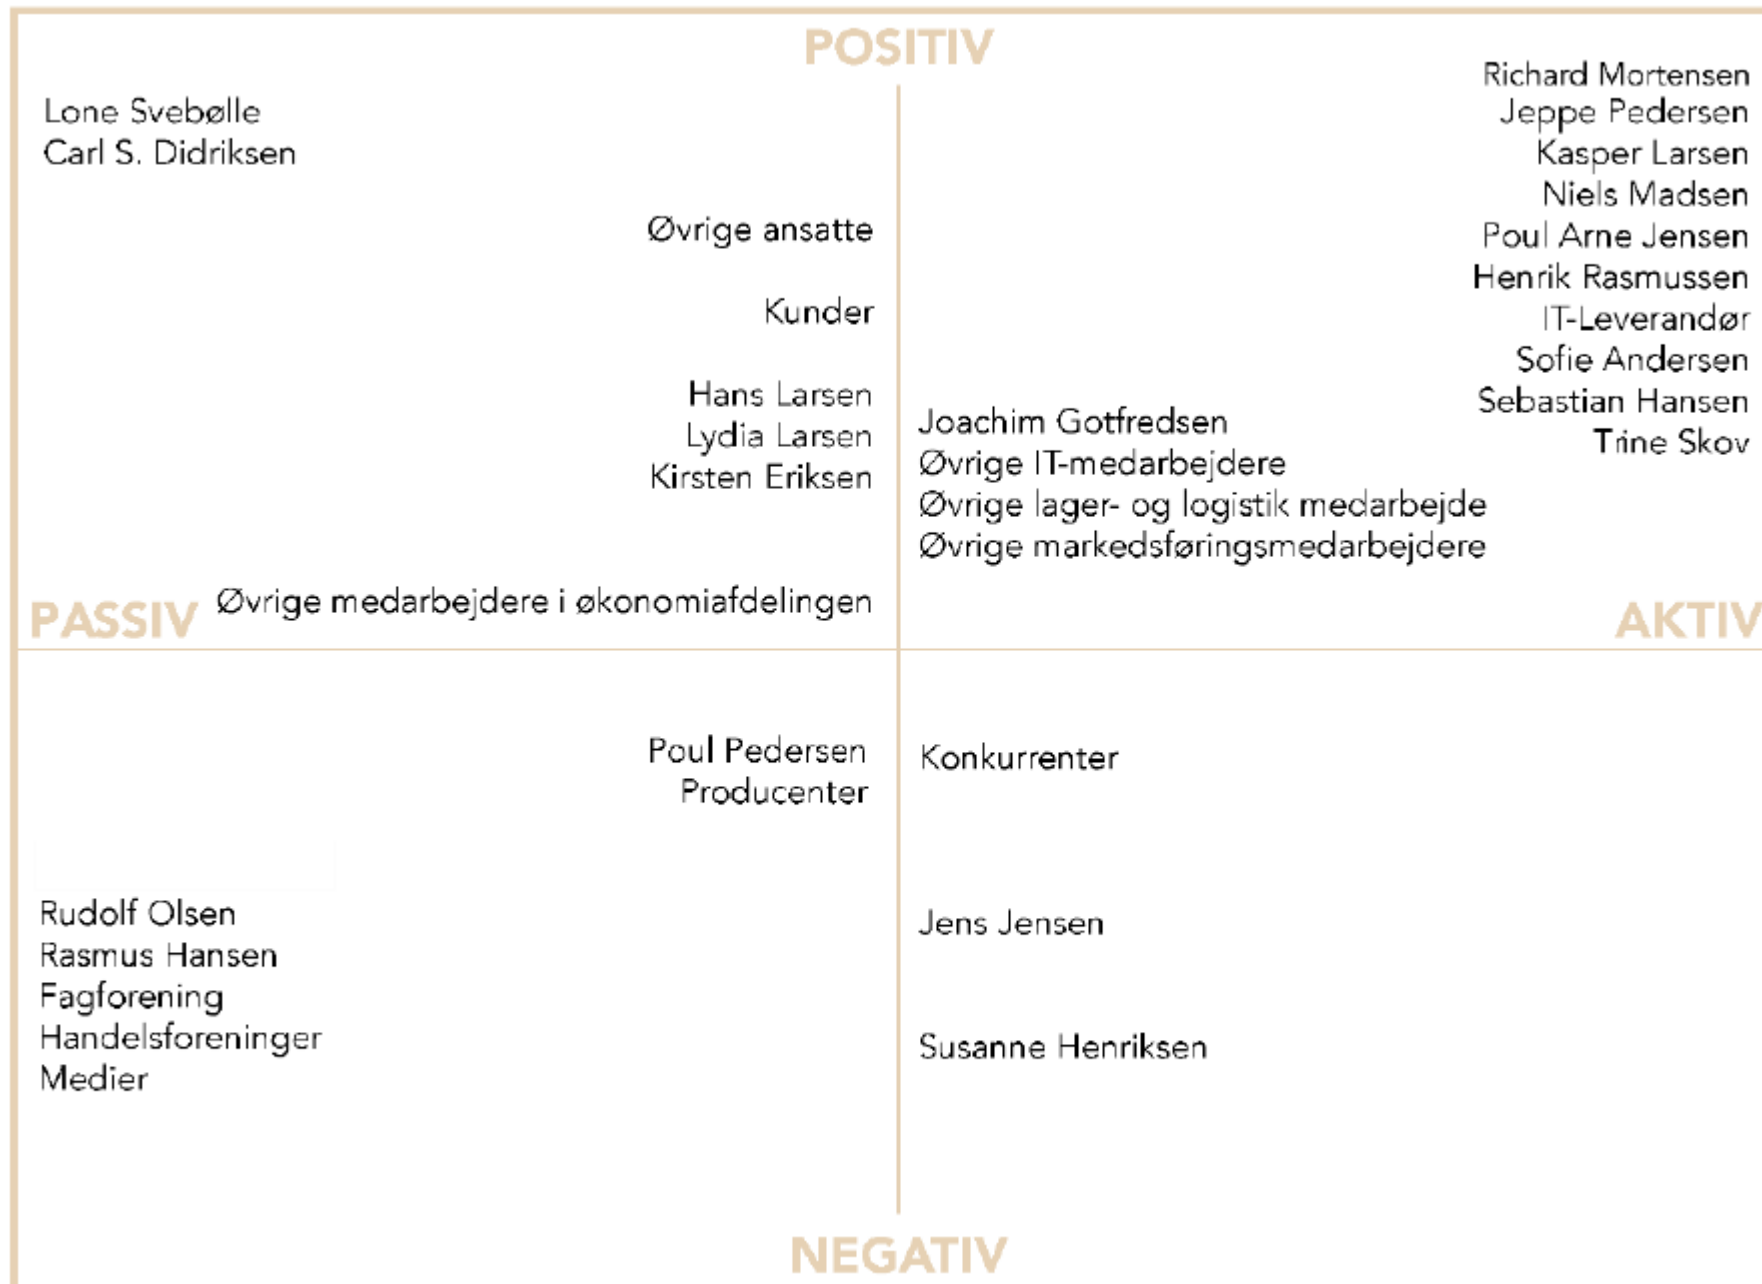 POSITIV
Lone Svebølle
Carl S. Didriksen
Øvrige ansatte
Kunder
Hans Larsen
Lydia Larsen
Kirsten Eriksen
Øvrige medarbejdere i økonomiafdelingen
PASSIV
Richard Mortensen
Jeppe Pedersen
Kasper Larsen
Niels Madsen
Poul Arne Jensen
Henrik Rasmussen
IT-Leverandør
Sofie Andersen
Sebastian Hansen
Trine Skov
Joachim Gotfredsen
Øvrige IT-medarbejdere
Øvrige lager- og logistik medarbejde
Øvrige markedsføringsmedarbejdere
AKTIV
Poul Pedersen
Producenter
Rudolf Olsen
Rasmus Hansen
Fagforening
Handelsforeninger
Medier
Konkurrenter
Jens Jensen
Susanne Henriksen
NEGATIV